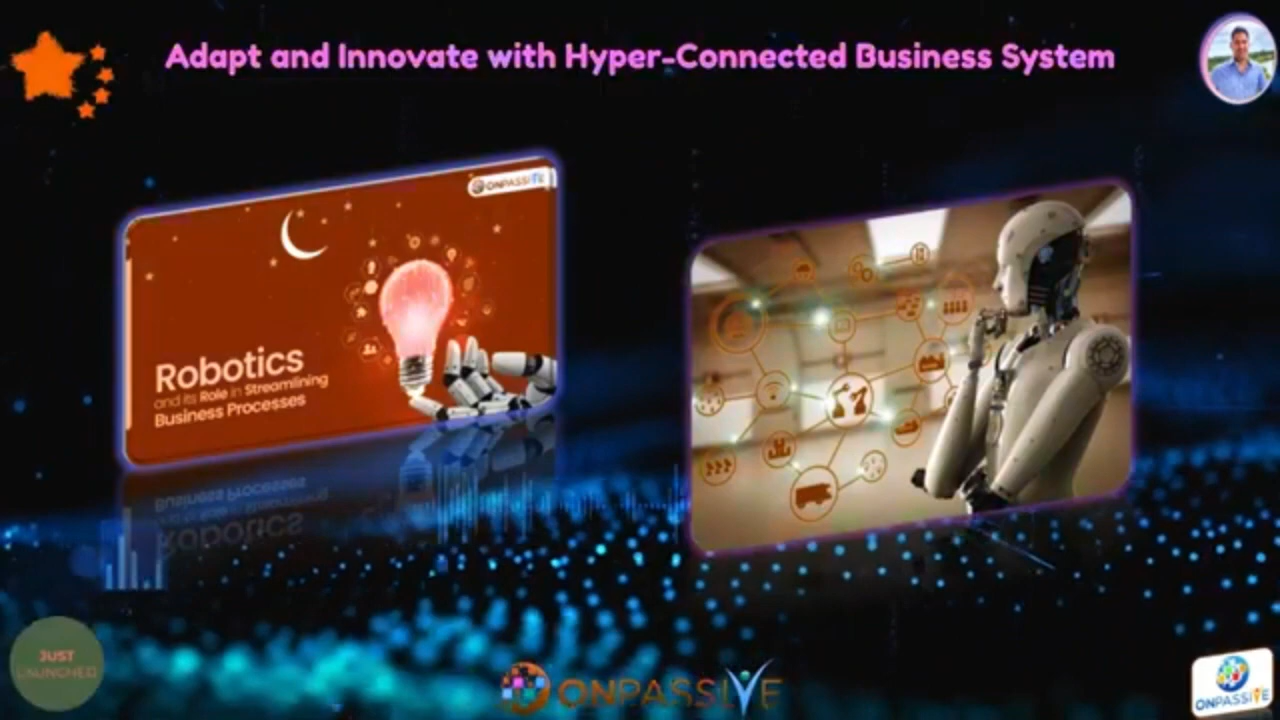 Adapt and Innovate with Hyper-Connected Business System
ONPASSIVE
Robotics
and its Role in Streamlining
Business Processes
JUST
LAUNCHED
ONPASSIVE
ONPASSIVE